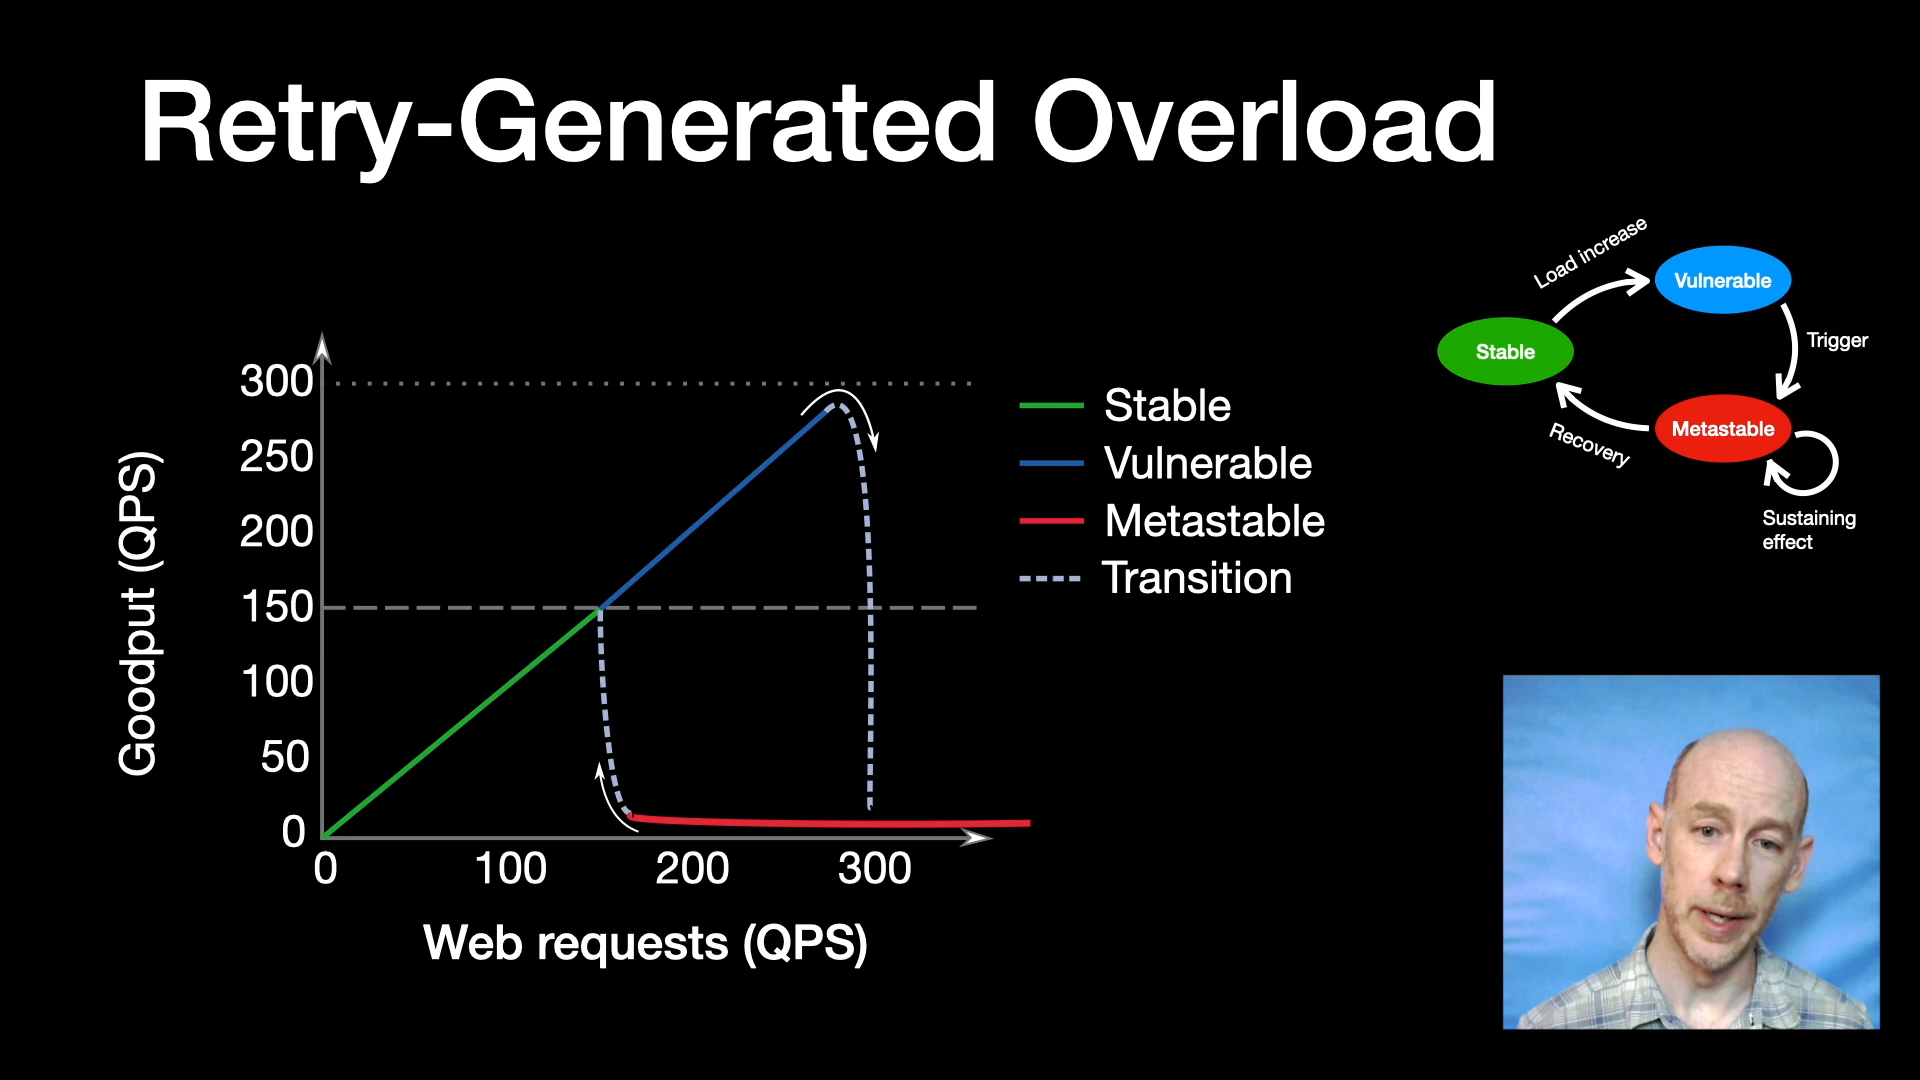 Retry-Generated Overload
Goodput (QPS)
300
250
200
150
100
50
0
0 100 200 300
Web requests (QPS)
Stable
Vulnerable
Metastable
Transition
Load increase
Vulnerable
Stable
Trigger
Metastable
Recovery
Sustaining
effect